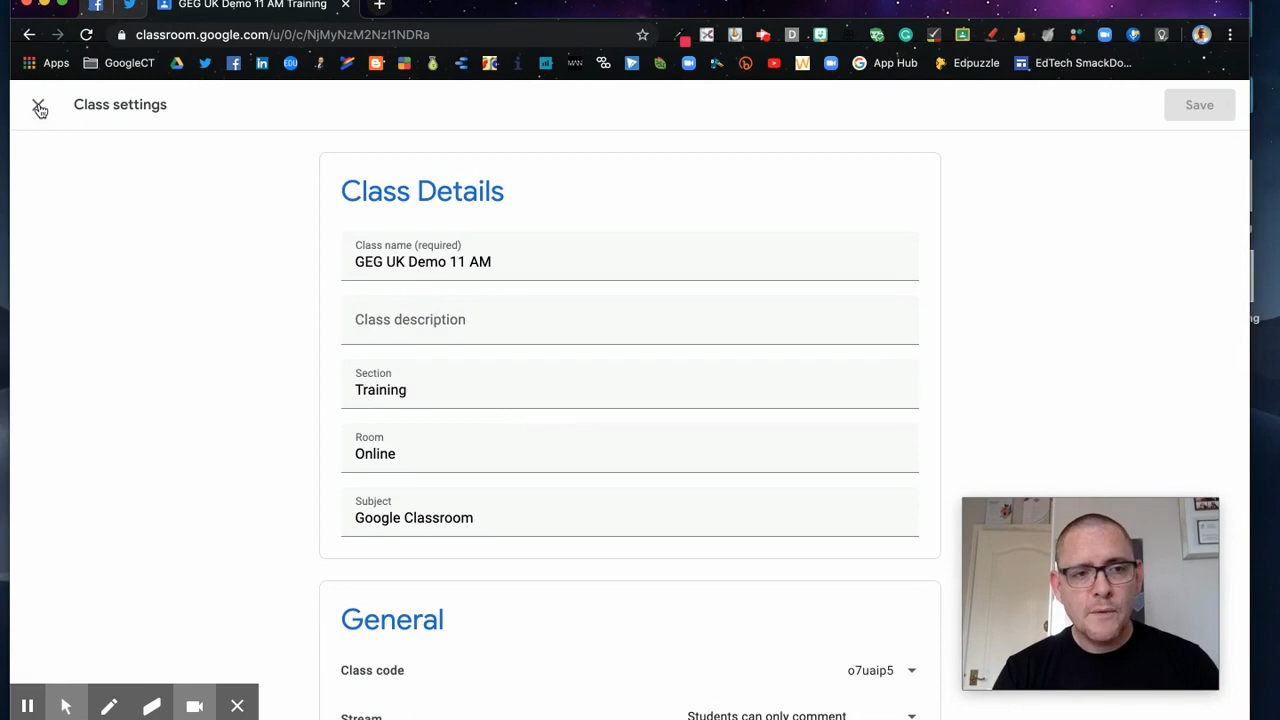 GEG UK Demo 11 AM Training
classroom.google.com/u/0/c/NjMyNzM2NzI1NDRa
Apps GoogleCT App Hub Edpuzzle EdTech SmackDo...
Class settings Save
Class Details
Class name (required)
GEG UK Demo 11 AM
Class description
Section
Training
Room
Online
Subject
Google Classroom
General
Class code o7uaip5
Stream Students can only comment